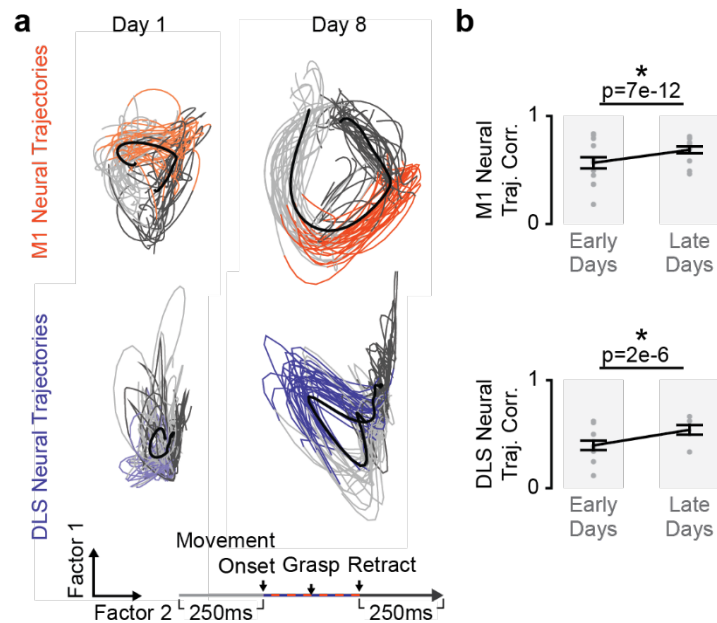 a
Day 1
Day 8
M1 Neural Trajectories
DLS Neural Trajectories
Factor 1
Factor 2
Movement
Onset
Grasp
Retract
250ms
250ms
b
*
p=7e-12
M1 Neural
Traj. Corr.
1
0
Early
Days
Late
Days
*
p=2e-6
DLS Neural
Traj. Corr.
1
0
Early
Days
Late
Days